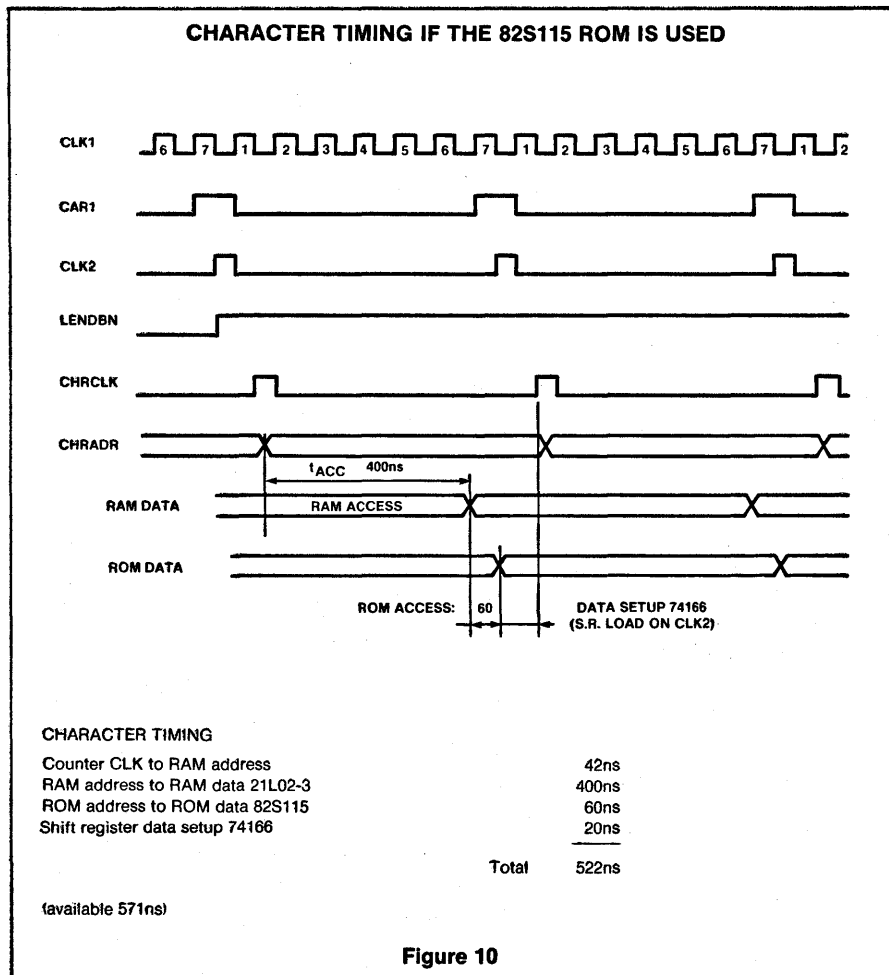 CHARACTER TIMING IF THE 82S115 ROM IS USED
CLK1 6 7 1 2 3 4 5 6 7 1 2 3 4 5 6 7 1 2
CAR1
CLK2
LENDBN
CHRCLK
CHRADR
tACC 400ns
RAM DATA RAM ACCESS
ROM DATA
ROM ACCESS: 60 DATA SETUP 74166
(S.R. LOAD ON CLK2)
CHARACTER TIMING
Counter CLK to RAM address 42ns
RAM address to RAM data 21L02-3 400ns
ROM address to ROM data 82S115 60ns
Shift register data setup 74166 20ns
Total 522ns
(available 571ns)
Figure 10